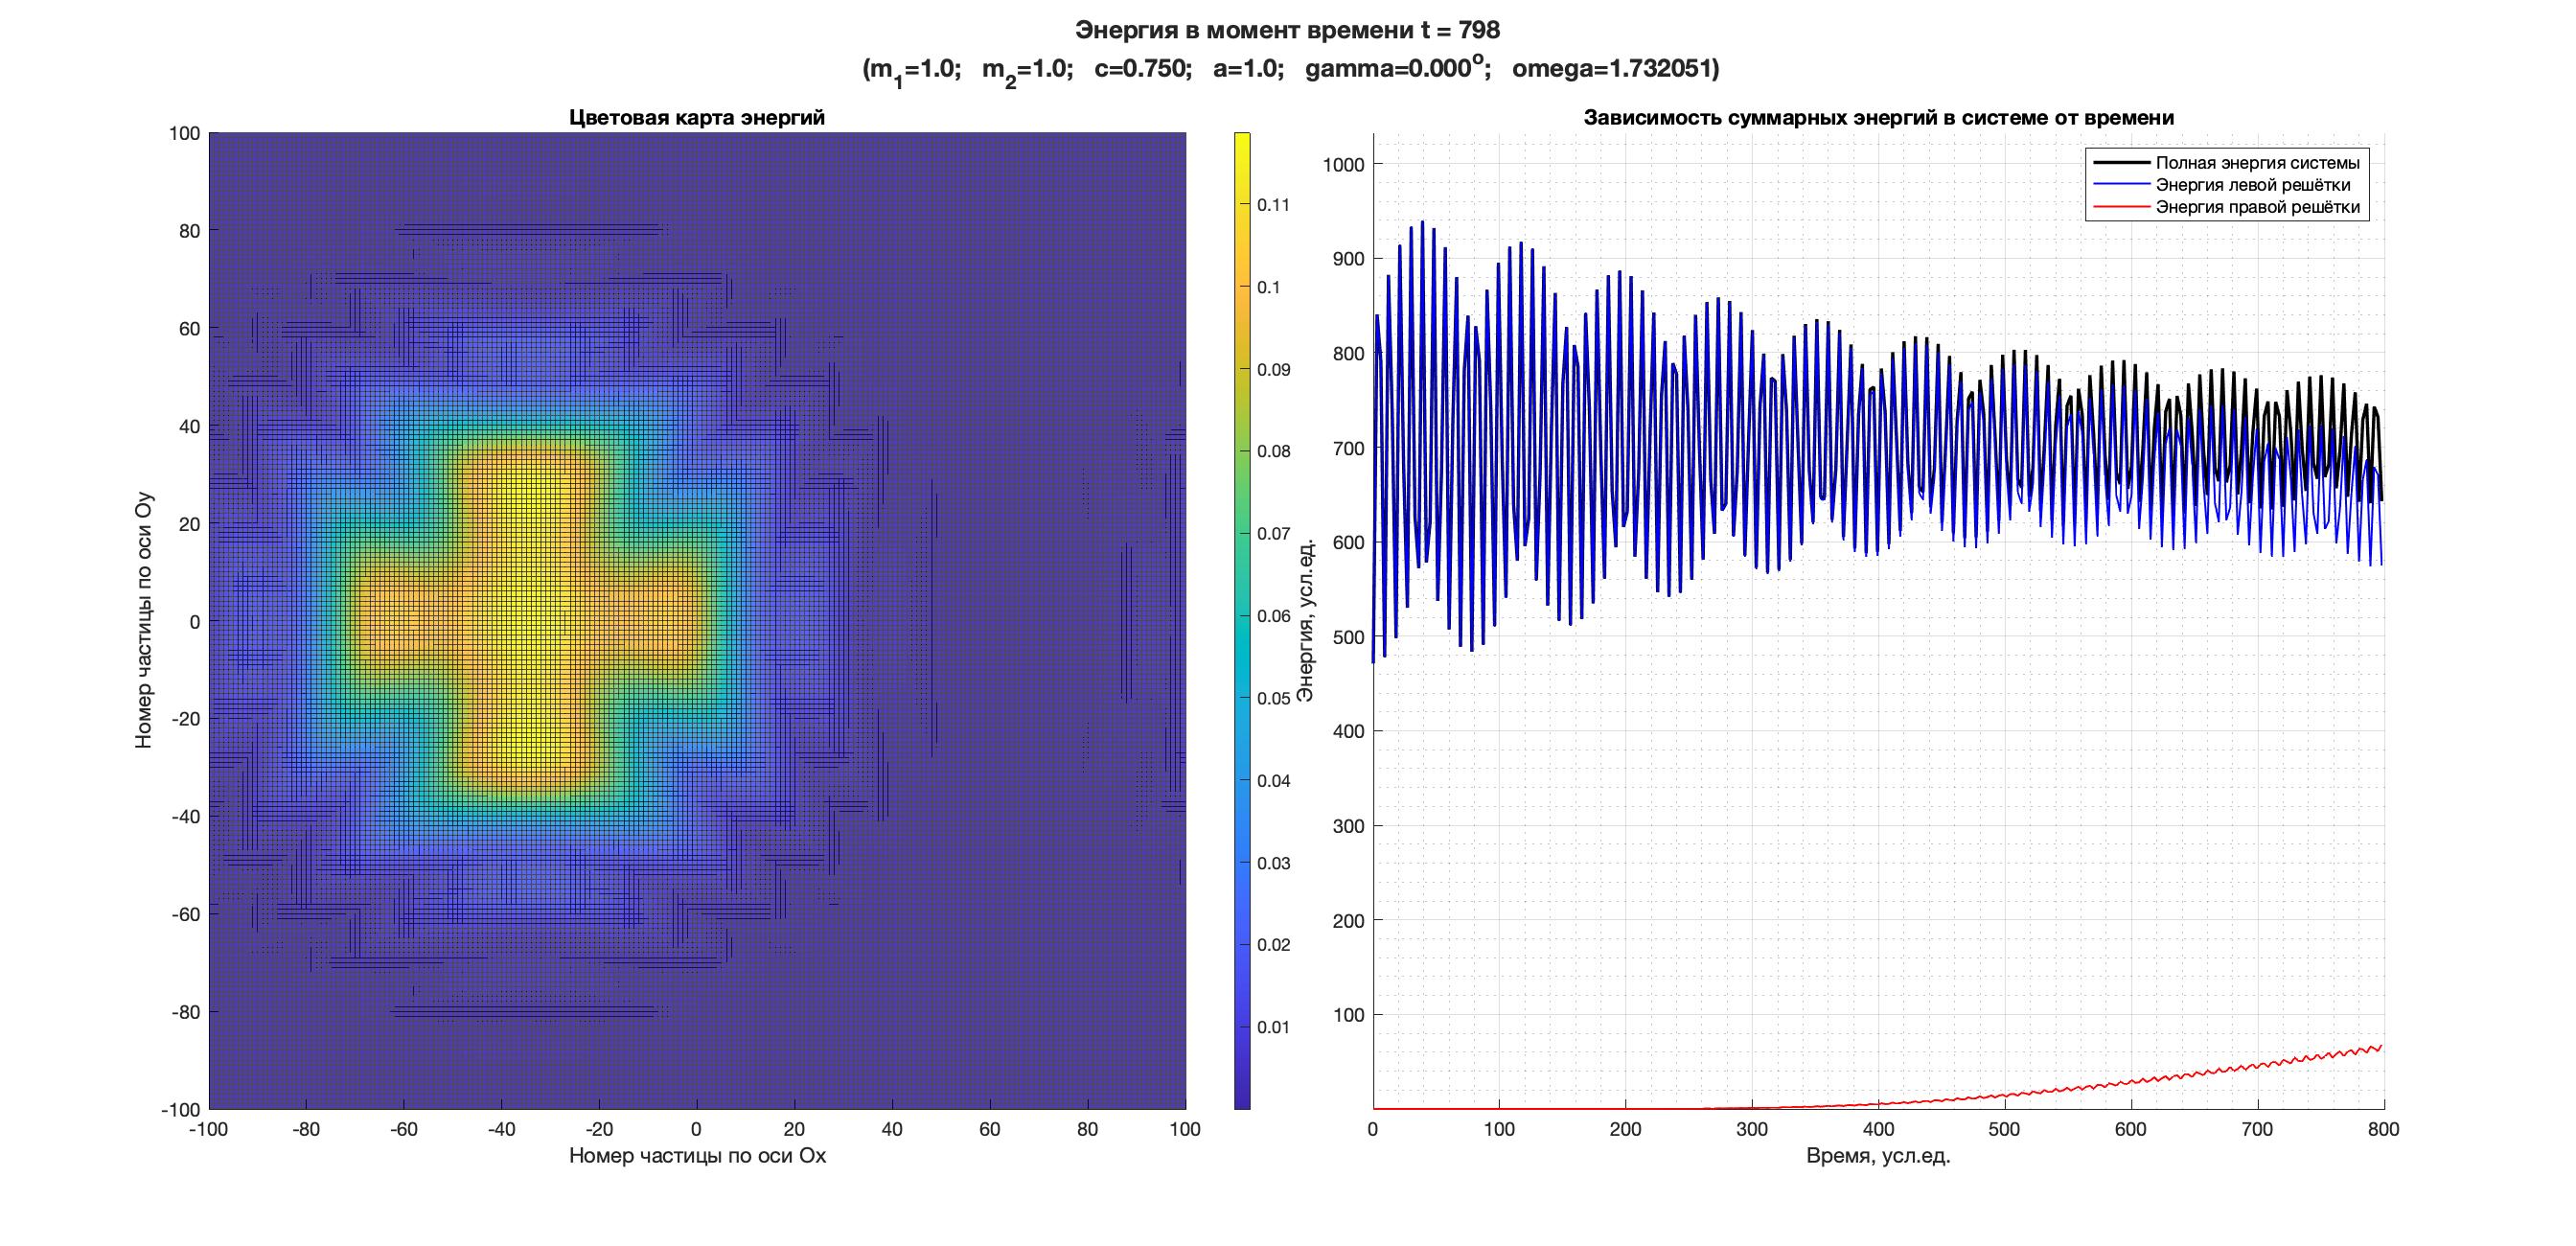 Энергия в момент времени t = 798
(m1=1.0; m2=1.0; c=0.750; a=1.0; gamma=0.000o; omega=1.732051)
Цветовая карта энергий
100
80
60
40
20
0
-20
-40
-60
-80
-100
Номер частицы по оси Oy
-100 -80 -60 -40 -20 0 20 40 60 80 100
Номер частицы по оси Ox
0.11
0.1
0.09
0.08
0.07
0.06
0.05
0.04
0.03
0.02
0.01
Зависимость суммарных энергий в системе от времени
Полная энергия системы
Энергия левой решётки
Энергия правой решётки
1000
900
800
700
600
500
400
300
200
100
Энергия, усл.ед.
0 100 200 300 400 500 600 700 800
Время, усл.ед.